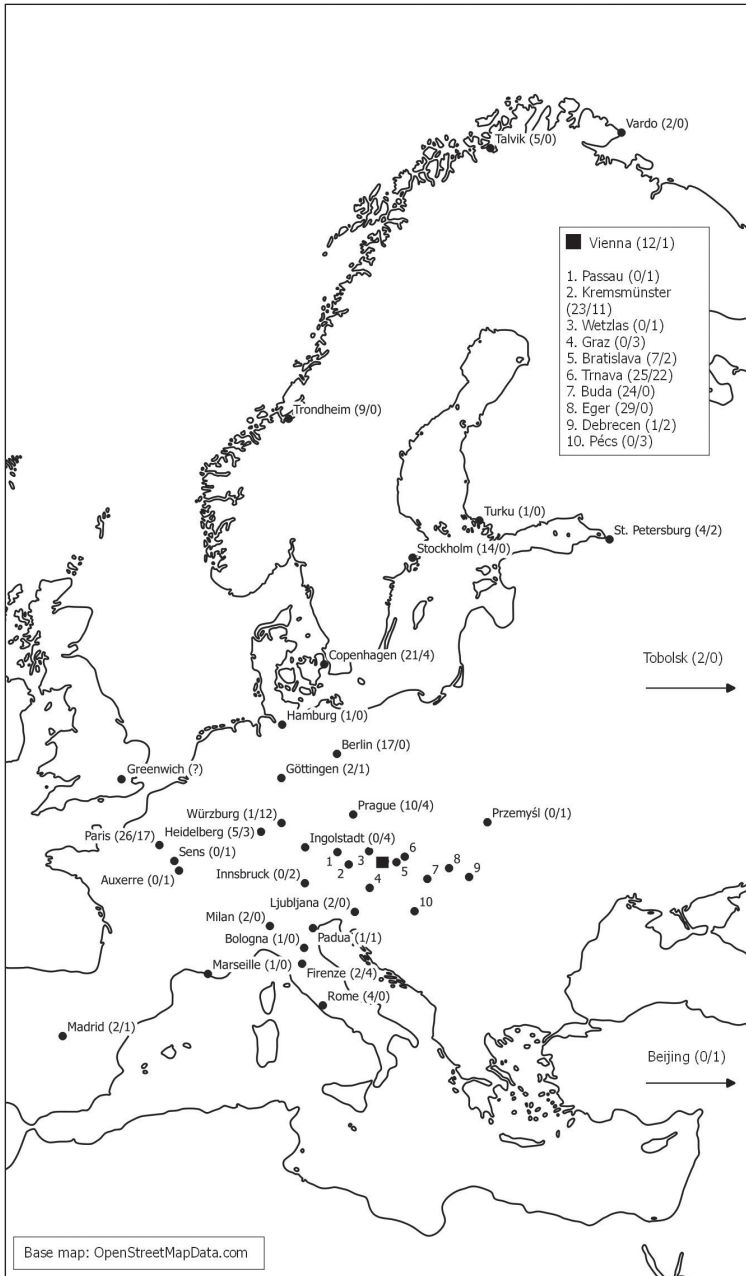 Vardo (2/0)
Talvik (5/0)
Vienna (12/1)
1. Passau (0/1)
2. Kremsmünster
(23/11)
3. Wetzlas (0/1)
4. Graz (0/3)
5. Bratislava (7/2)
6. Trnava (25/22)
7. Buda (24/0)
8. Eger (29/0)
9. Debrecen (1/2)
10. Pécs (0/3)
Trondheim (9/0)
Turku (1/0)
St. Petersburg (4/2)
Stockholm (14/0)
Copenhagen (21/4)
Tobolsk (2/0)
Hamburg (1/0)
Berlin (17/0)
Greenwich (?)
Göttingen (2/1)
Würzburg (1/12)
Prague (10/4)
Przemyśl (0/1)
Paris (26/17)
Heidelberg (5/3)
Ingolstadt (0/4)
Sens (0/1)
1
2
3
5
6
7
8
9
Auxerre (0/1)
Innsbruck (0/2)
4
Ljubljana (2/0)
10
Milan (2/0)
Padua (1/1)
Bologna (1/0)
Marseille (1/0)
Firenze (2/4)
Rome (4/0)
Madrid (2/1)
Beijing (0/1)
Base map: OpenStreetMapData.com